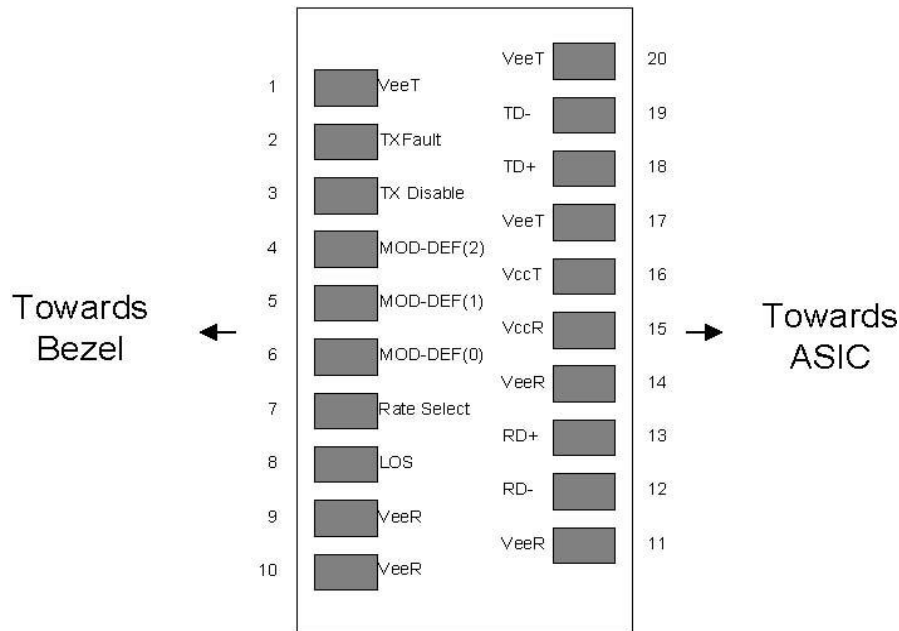 VeeT 20
1 VeeT
TD- 19
2 TXFault
TD+ 18
3 TX Disable
VeeT 17
4 MOD-DEF(2)
VccT 16
5 MOD-DEF(1)
Towards
Bezel
VccR 15
Towards
ASIC
6 MOD-DEF(0)
VeeR 14
7 Rate Select
RD+ 13
8 LOS
RD- 12
9 VeeR
VeeR 11
10 VeeR